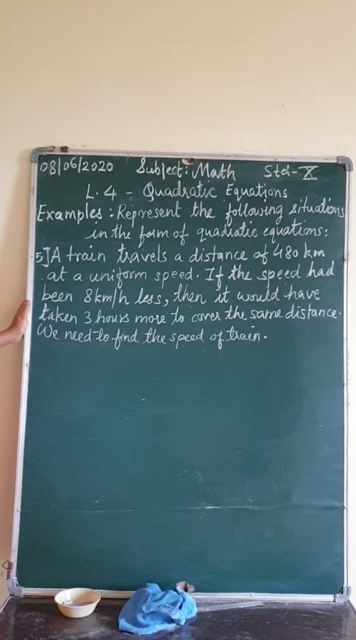 08/06/2020 Subject: Math Std-X
L. 4 - Quadratic Equations
Examples: Represent the following situations
in the form of quadiatic equations:
5] A train travels a distance of 480 km
at a uniform speed. If the speed had
been 8km/h less, then it would have
taken 3 hours more to cover the same distance.
We need to find the speed of train.